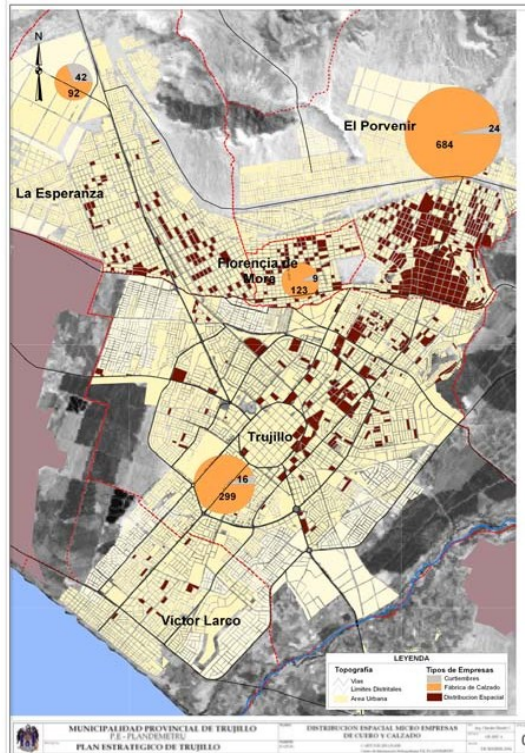 N
42
92
El Porvenir
24
684
La Esperanza
Florencia de
Mora
9
123
Trujillo
16
299
Victor Larco
LEYENDA
Topografía
Vias
Limites Distritales
Area Urbana
Tipos de Empresas
Curtiembres
Fábrica de Calzado
Distribucion Espacial
MUNICIPALIDAD PROVINCIAL DE TRUJILLO
P.E - PLANDEMETRU
PLAN ESTRATEGICO DE TRUJILLO
DISTRIBUCION ESPACIAL MICRO EMPRESAS
DE CUERO Y CALZADO